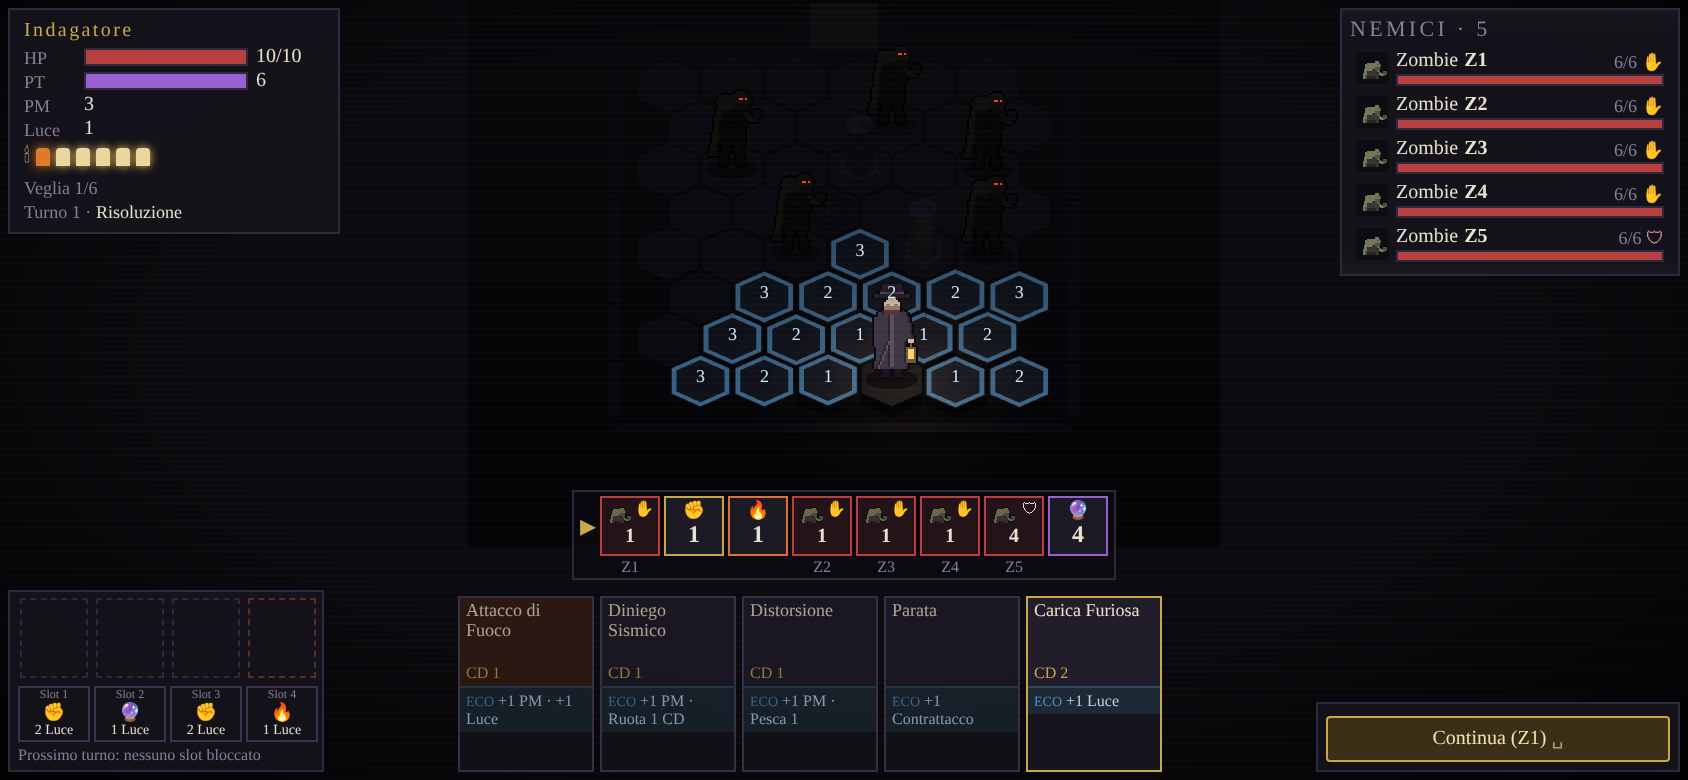 Indagatore
HP 10/10
PT 6
PM 3
Luce 1
Veglia 1/6
Turno 1 · Risoluzione
NEMICI · 5
Zombie Z1 6/6
Zombie Z2 6/6
Zombie Z3 6/6
Zombie Z4 6/6
Zombie Z5 6/6
3
3 2 2 2 3
3 2 1 1 2
3 2 1 1 2
1 1 1 1 1 1 4 4
Z1 Z2 Z3 Z4 Z5
Attacco di
Fuoco
CD 1
ECO +1 PM · +1
Luce
Diniego
Sismico
CD 1
ECO +1 PM ·
Ruota 1 CD
Distorsione
CD 1
ECO +1 PM ·
Pesca 1
Parata
ECO +1
Contrattacco
Carica Furiosa
CD 2
ECO +1 Luce
Slot 1 Slot 2 Slot 3 Slot 4
2 Luce 1 Luce 2 Luce 1 Luce
Prossimo turno: nessuno slot bloccato
Continua (Z1) ␣